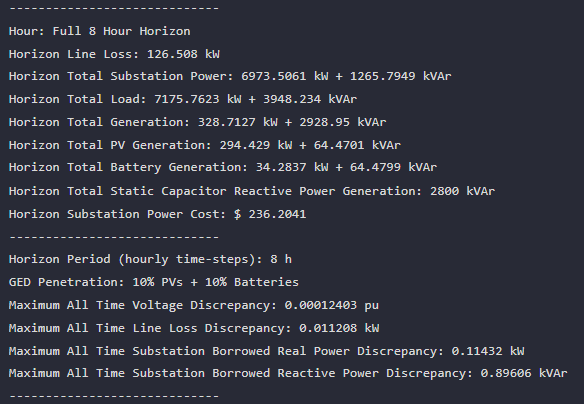 -----------------------------
Hour: Full 8 Hour Horizon
Horizon Line Loss: 126.508 kW
Horizon Total Substation Power: 6973.5061 kW + 1265.7949 kVAr
Horizon Total Load: 7175.7623 kW + 3948.234 kVAr
Horizon Total Generation: 328.7127 kW + 2928.95 kVAr
Horizon Total PV Generation: 294.429 kW + 64.4701 kVAr
Horizon Total Battery Generation: 34.2837 kW + 64.4799 kVAr
Horizon Total Static Capacitor Reactive Power Generation: 2800 kVAr
Horizon Substation Power Cost: $ 236.2041
-----------------------------
Horizon Period (hourly time-steps): 8 h
GED Penetration: 10% PVs + 10% Batteries
Maximum All Time Voltage Discrepancy: 0.00012403 pu
Maximum All Time Line Loss Discrepancy: 0.011208 kW
Maximum All Time Substation Borrowed Real Power Discrepancy: 0.11432 kW
Maximum All Time Substation Borrowed Reactive Power Discrepancy: 0.89606 kVAr
-----------------------------